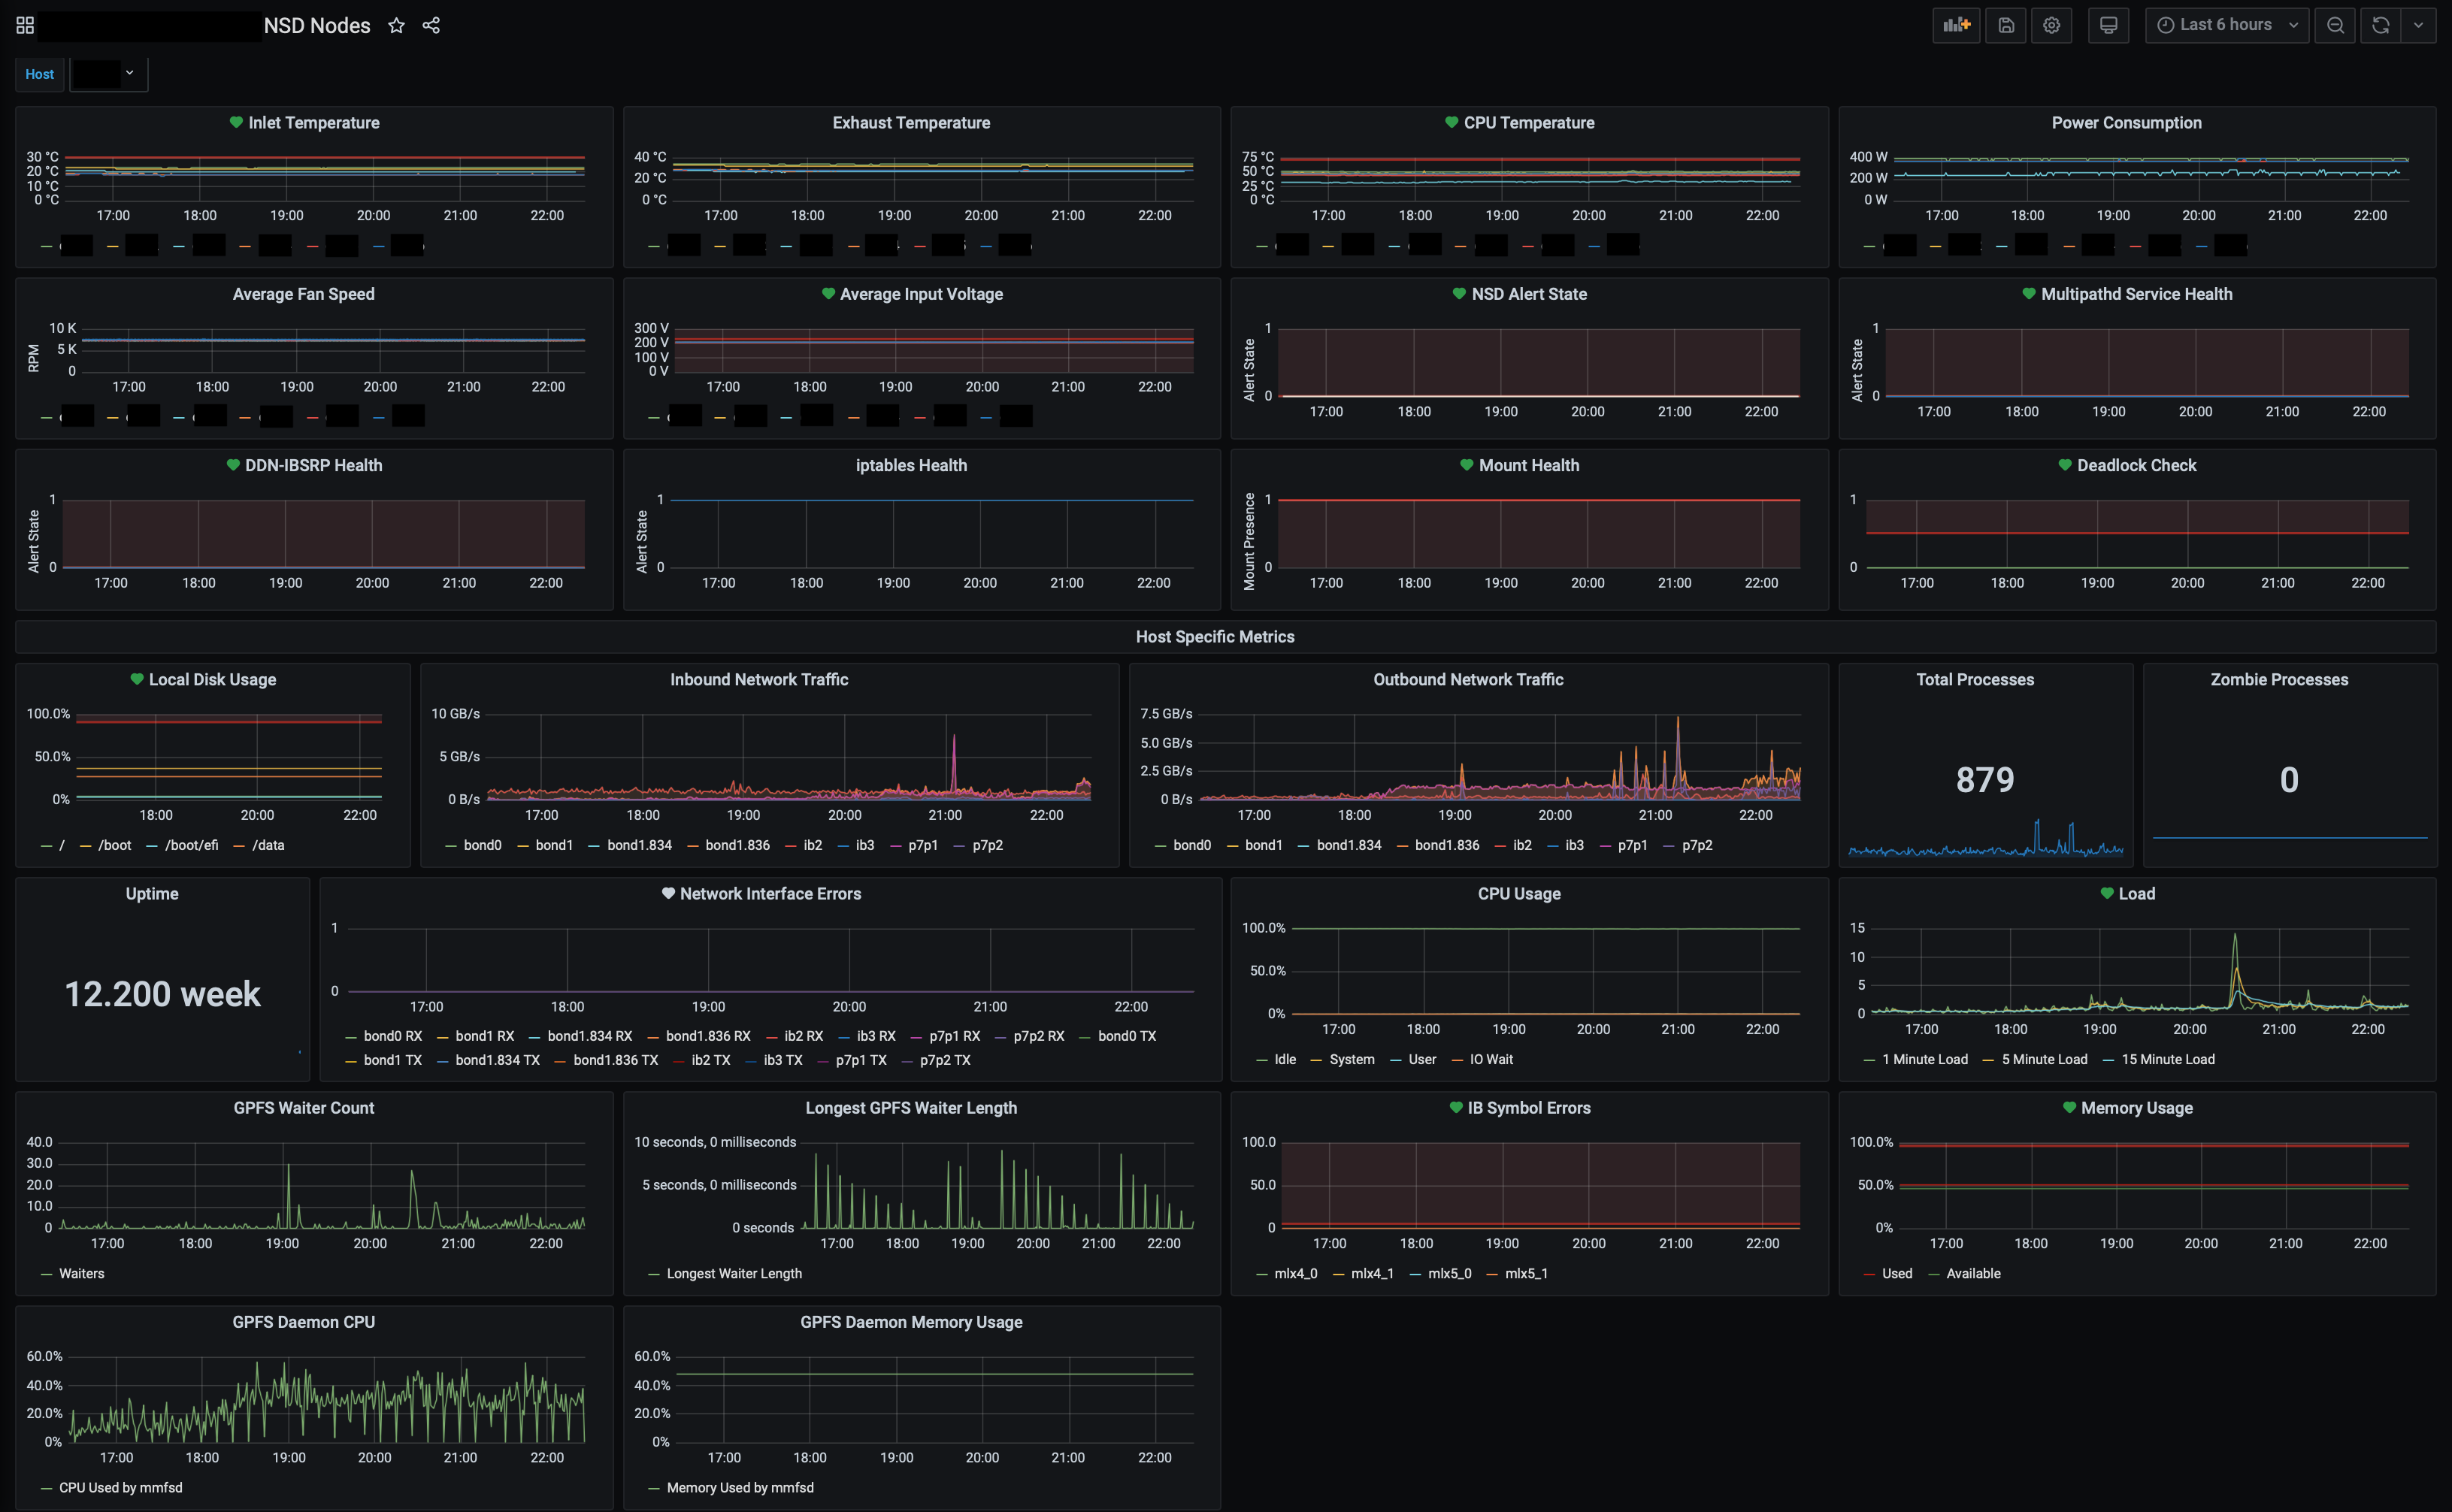 NSD Nodes
Last 6 hours
Host
Inlet Temperature
30 °C
20 °C
10 °C
0 °C
17:00 18:00 19:00 20:00 21:00 22:00
Exhaust Temperature
40 °C
20 °C
0 °C
17:00 18:00 19:00 20:00 21:00 22:00
CPU Temperature
75 °C
50 °C
25 °C
0 °C
17:00 18:00 19:00 20:00 21:00 22:00
Power Consumption
400 W
200 W
0 W
17:00 18:00 19:00 20:00 21:00 22:00
Average Fan Speed
RPM
10 K
5 K
0
17:00 18:00 19:00 20:00 21:00 22:00
Average Input Voltage
300 V
200 V
100 V
0 V
17:00 18:00 19:00 20:00 21:00 22:00
NSD Alert State
Alert State
1
0
17:00 18:00 19:00 20:00 21:00 22:00
Multipathd Service Health
Alert State
1
0
17:00 18:00 19:00 20:00 21:00 22:00
DDN-IBSRP Health
Alert State
1
0
17:00 18:00 19:00 20:00 21:00 22:00
iptables Health
Alert State
1
0
17:00 18:00 19:00 20:00 21:00 22:00
Mount Health
Mount Presence
1
0
17:00 18:00 19:00 20:00 21:00 22:00
Deadlock Check
1
0
17:00 18:00 19:00 20:00 21:00 22:00
Host Specific Metrics
Local Disk Usage
100.0%
50.0%
0%
18:00 20:00 22:00
/ /boot /boot/efi /data
Inbound Network Traffic
10 GB/s
5 GB/s
0 B/s
17:00 18:00 19:00 20:00 21:00 22:00
bond0 bond1 bond1.834 bond1.836 ib2 ib3 p7p1 p7p2
Outbound Network Traffic
7.5 GB/s
5.0 GB/s
2.5 GB/s
0 B/s
17:00 18:00 19:00 20:00 21:00 22:00
bond0 bond1 bond1.834 bond1.836 ib2 ib3 p7p1 p7p2
Total Processes
879
Zombie Processes
0
Uptime
12.200 week
Network Interface Errors
1
0
17:00 18:00 19:00 20:00 21:00 22:00
bond0 RX bond1 RX bond1.834 RX bond1.836 RX ib2 RX ib3 RX p7p1 RX p7p2 RX bond0 TX
bond1 TX bond1.834 TX bond1.836 TX ib2 TX ib3 TX p7p1 TX p7p2 TX
CPU Usage
100.0%
50.0%
0%
17:00 18:00 19:00 20:00 21:00 22:00
Idle System User IO Wait
Load
15
10
5
0
17:00 18:00 19:00 20:00 21:00 22:00
1 Minute Load 5 Minute Load 15 Minute Load
GPFS Waiter Count
40.0
30.0
20.0
10.0
0
17:00 18:00 19:00 20:00 21:00 22:00
Waiters
Longest GPFS Waiter Length
10 seconds, 0 milliseconds
5 seconds, 0 milliseconds
0 seconds
17:00 18:00 19:00 20:00 21:00 22:00
Longest Waiter Length
IB Symbol Errors
100.0
50.0
0
17:00 18:00 19:00 20:00 21:00 22:00
mlx4_0 mlx4_1 mlx5_0 mlx5_1
Memory Usage
100.0%
50.0%
0%
17:00 18:00 19:00 20:00 21:00 22:00
Used Available
GPFS Daemon CPU
60.0%
40.0%
20.0%
0%
17:00 18:00 19:00 20:00 21:00 22:00
CPU Used by mmfsd
GPFS Daemon Memory Usage
60.0%
40.0%
20.0%
0%
17:00 18:00 19:00 20:00 21:00 22:00
Memory Used by mmfsd